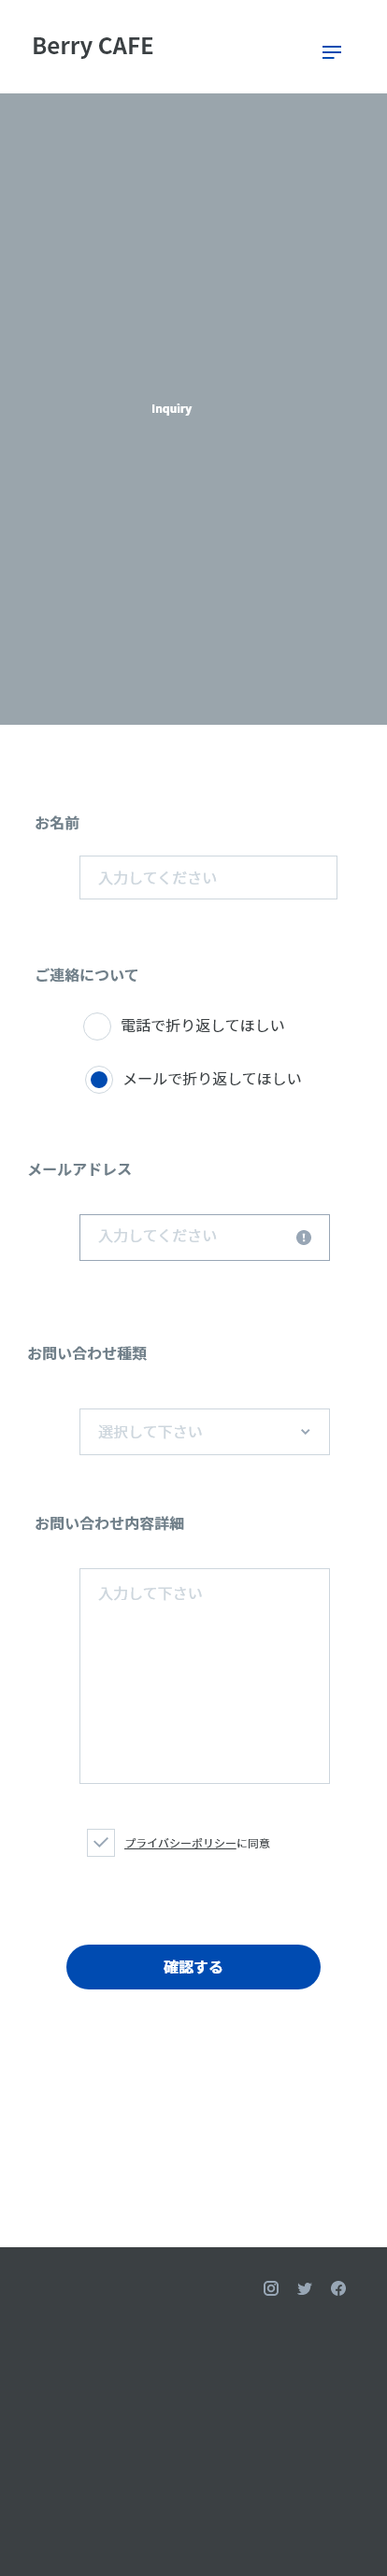 Berry CAFE
Inquiry
お名前
入力してください
ご連絡について
電話で折り返してほしい
メールで折り返してほしい
メールアドレス
入力してください
お問い合わせ種類
選択して下さい
お問い合わせ内容詳細
入力して下さい
プライバシーポリシーに同意
確認する